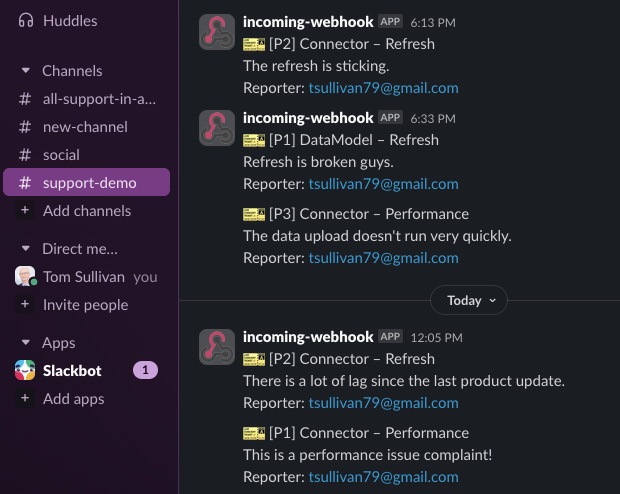 Huddles
Channels
# all-support-in-a...
# new-channel
# social
# support-demo
+ Add channels
Direct me...
Tom Sullivan you
+ Invite people
Apps
Slackbot 1
+ Add apps
incoming-webhook APP 6:13 PM
[P2] Connector – Refresh
The refresh is sticking.
Reporter: tsullivan79@gmail.com
incoming-webhook APP 6:33 PM
[P1] DataModel – Refresh
Refresh is broken guys.
Reporter: tsullivan79@gmail.com
[P3] Connector – Performance
The data upload doesn't run very quickly.
Reporter: tsullivan79@gmail.com
Today
incoming-webhook APP 12:05 PM
[P2] Connector – Refresh
There is a lot of lag since the last product update.
Reporter: tsullivan79@gmail.com
[P1] Connector – Performance
This is a performance issue complaint!
Reporter: tsullivan79@gmail.com